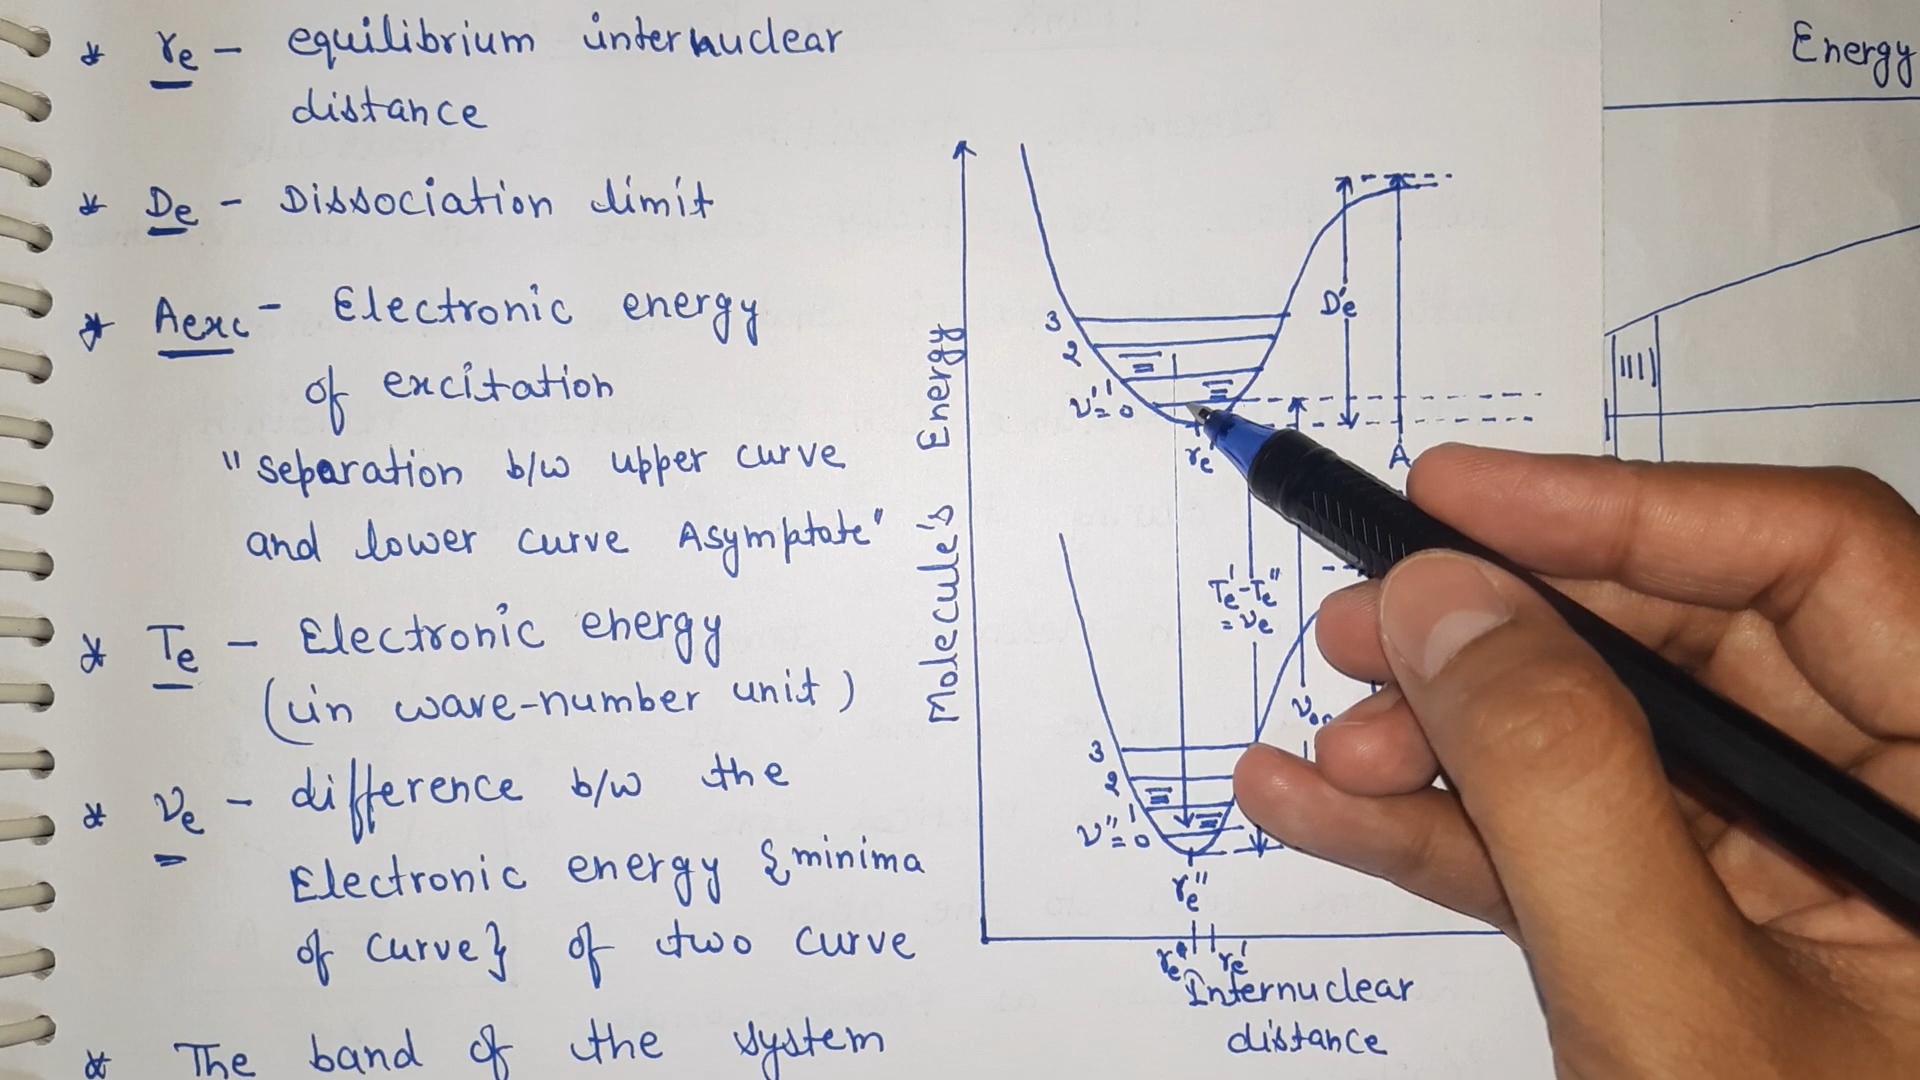 * re - equilibrium internuclear
distance
* De - Dissociation limit
* Aexc - Electronic energy
of excitation
"separation b/w upper curve
and lower curve Asymptate"
* Te - Electronic energy
(in wave-number unit)
* νe - difference b/w the
Electronic energy {minima
of curve} of two curve
* The band of the system
Molecule's Energy
3
2
1
ν'=0
re'
D'e
A
Te'-Te"
=νe
3
2
1
ν"=0
re"
re" re'
Internuclear
distance
Energy